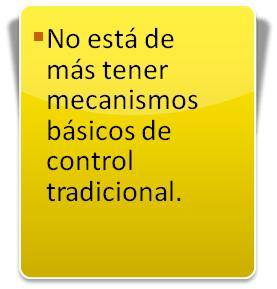 ▪No está de
más tener
mecanismos
básicos de
control
tradicional.